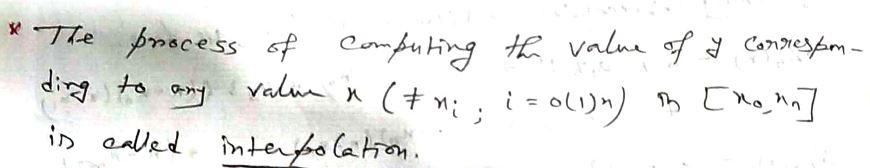 * The process of computing the value of y correspon-
ding to any value x (≠ xi ; i = 0(1)n) in [x0, xn]
is called interpolation.